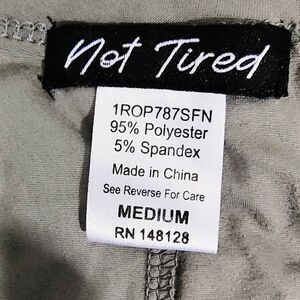 Not Tired
1ROP787SFN
95% Polyester
5% Spandex
Made in China
See Reverse For Care
MEDIUM
RN 148128